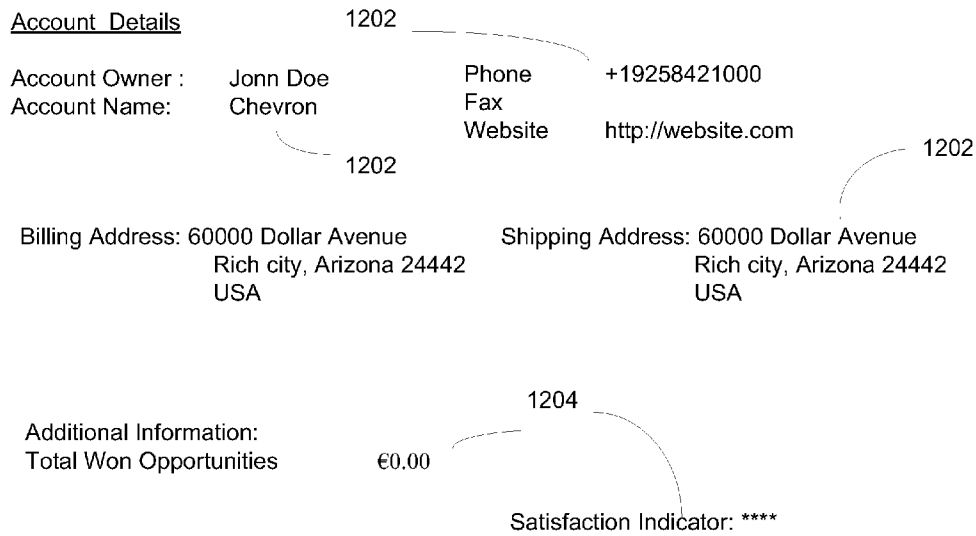 Account Details
1202
Account Owner : Jonn Doe
Phone +19258421000
Account Name: Chevron
Fax
Website http://website.com
1202
1202
Billing Address: 60000 Dollar Avenue
Rich city, Arizona 24442
USA
Shipping Address: 60000 Dollar Avenue
Rich city, Arizona 24442
USA
1204
Additional Information:
Total Won Opportunities €0.00
Satisfaction Indicator: ****